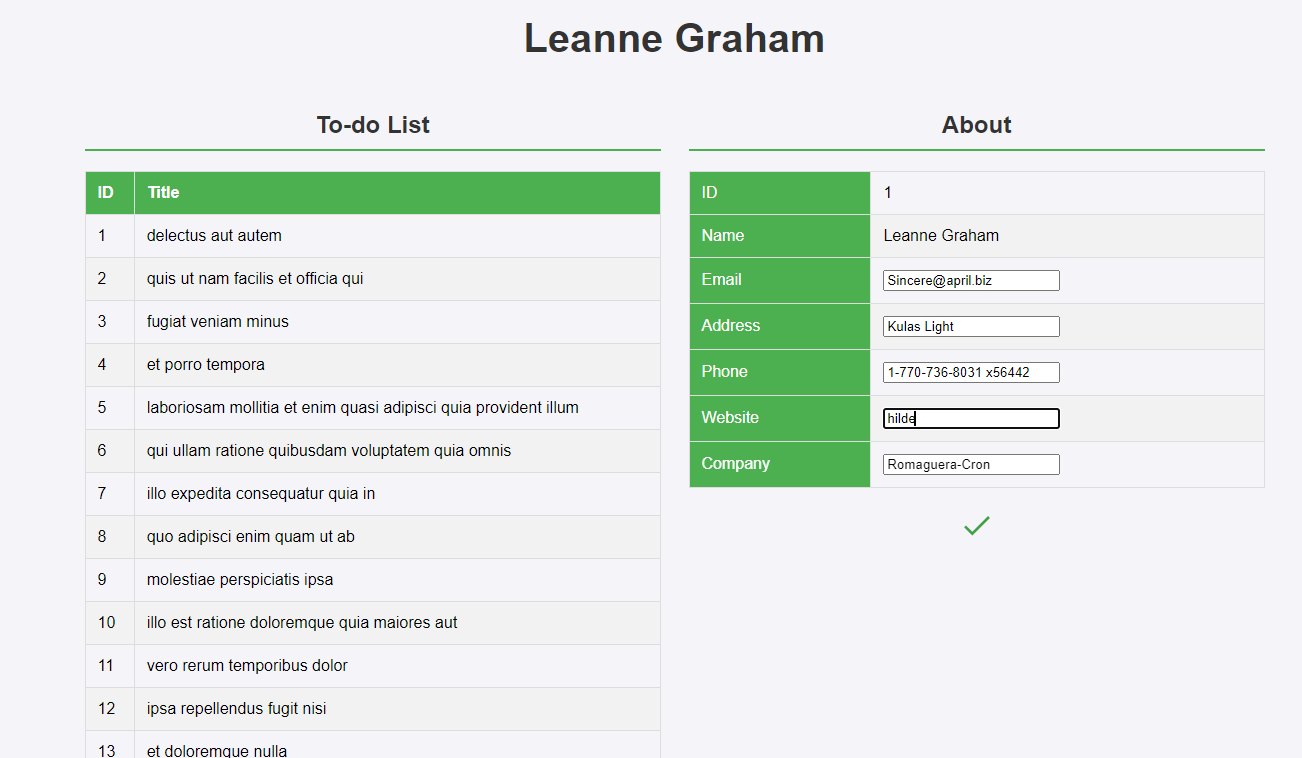 Leanne Graham
To-do List
ID Title
1 delectus aut autem
2 quis ut nam facilis et officia qui
3 fugiat veniam minus
4 et porro tempora
5 laboriosam mollitia et enim quasi adipisci quia provident illum
6 qui ullam ratione quibusdam voluptatem quia omnis
7 illo expedita consequatur quia in
8 quo adipisci enim quam ut ab
9 molestiae perspiciatis ipsa
10 illo est ratione doloremque quia maiores aut
11 vero rerum temporibus dolor
12 ipsa repellendus fugit nisi
13 et doloremque nulla
About
ID 1
Name Leanne Graham
Email Sincere@april.biz
Address Kulas Light
Phone 1-770-736-8031 x56442
Website hilde
Company Romaguera-Cron